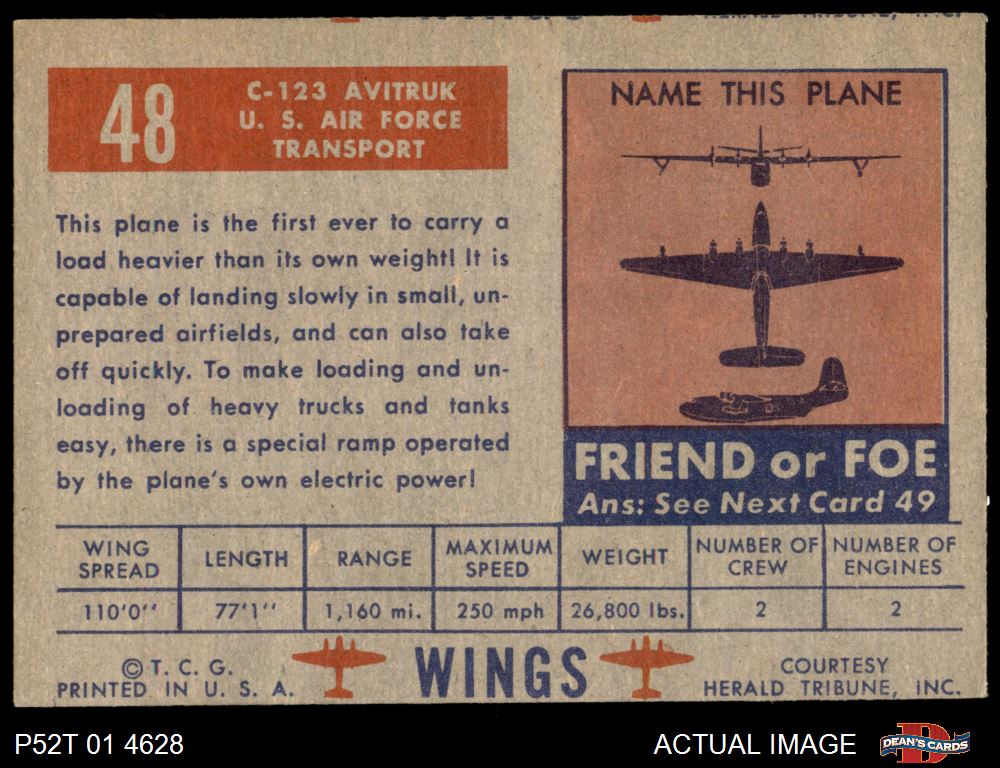 HERALD TRIBUNE, INC.
48
C-123 AVITRUK
U. S. AIR FORCE
TRANSPORT
This plane is the first ever to carry a
load heavier than its own weight! It is
capable of landing slowly in small, un-
prepared airfields, and can also take
off quickly. To make loading and un-
loading of heavy trucks and tanks
easy, there is a special ramp operated
by the plane's own electric power!
NAME THIS PLANE
FRIEND or FOE
Ans: See Next Card 49
WING SPREAD LENGTH RANGE MAXIMUM SPEED WEIGHT NUMBER OF CREW NUMBER OF ENGINES
110'0'' 77'1'' 1,160 mi. 250 mph 26,800 lbs. 2 2
© T. C. G.
PRINTED IN U. S. A.
WINGS
COURTESY
HERALD TRIBUNE, INC.
P52T 01 4628
ACTUAL IMAGE
D
DEAN'S CARDS